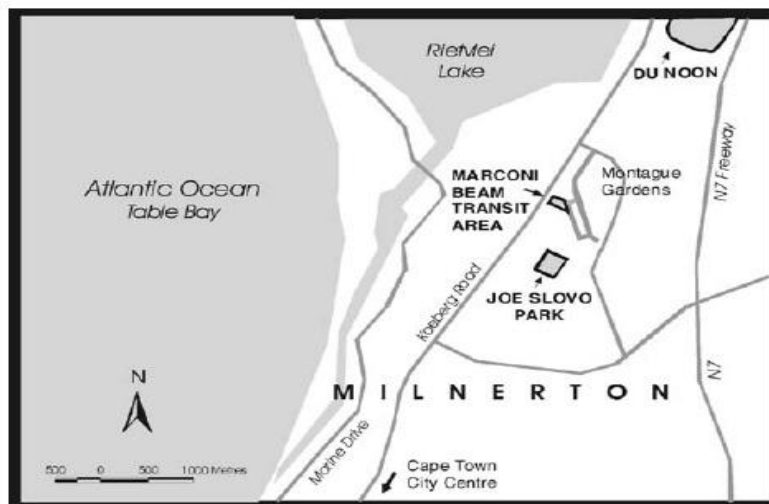 RietVlei
Lake
DU NOON
N7 Freeway
Atlantic Ocean
Table Bay
MARCONI
BEAM
TRANSIT
AREA
Montague
Gardens
Koeberg Road
JOE SLOVO
PARK
N
MILNERTON
N7
Marine Drive
500 0 500 1000 Metres
Cape Town
City Centre